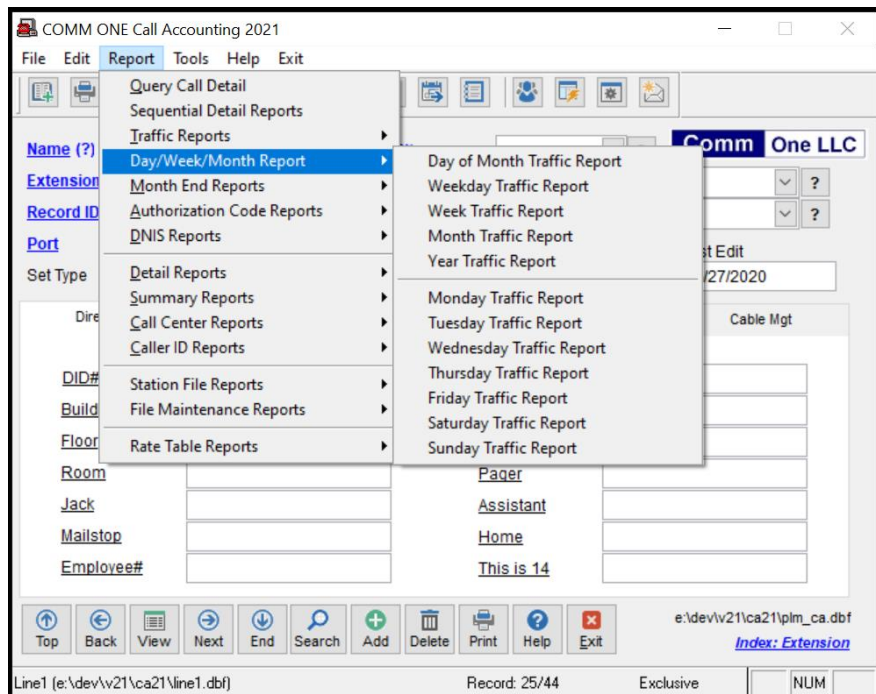 COMM ONE Call Accounting 2021
File Edit Report Tools Help Exit
Query Call Detail
Sequential Detail Reports
Traffic Reports
Day/Week/Month Report
Month End Reports
Authorization Code Reports
DNIS Reports
Detail Reports
Summary Reports
Call Center Reports
Caller ID Reports
Station File Reports
File Maintenance Reports
Rate Table Reports
Day of Month Traffic Report
Weekday Traffic Report
Week Traffic Report
Month Traffic Report
Year Traffic Report
Monday Traffic Report
Tuesday Traffic Report
Wednesday Traffic Report
Thursday Traffic Report
Friday Traffic Report
Saturday Traffic Report
Sunday Traffic Report
Comm One LLC
Name (?)
Extension
?
Record ID
?
Port
Edit
Set Type
/27/2020
Cable Mgt
DID#
Room
Pager
Jack
Assistant
Mailstop
Home
Employee#
This is 14
Top Back View Next End Search Add Delete Print Help Exit
e:\dev\v21\ca21\plm_ca.dbf
Index: Extension
Line1 (e:\dev\v21\ca21\line1.dbf) Record: 25/44 Exclusive NUM